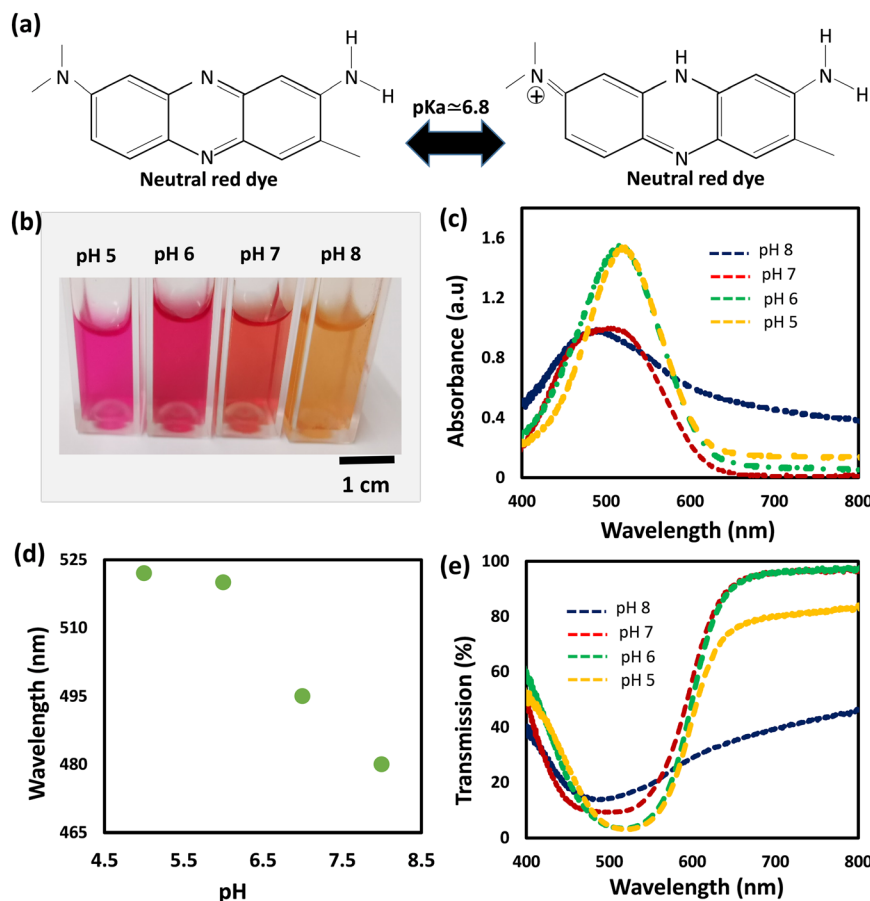 (a)
N
N
N
H
H
N
pKa≃6.8
N
⊕
H
N
N
H
N
H
Neutral red dye
Neutral red dye
(b)
pH 5 pH 6 pH 7 pH 8
1 cm
(c)
Absorbance (a.u)
1.6
1.2
0.8
0.4
0
400 500 600 700 800
Wavelength (nm)
pH 8
pH 7
pH 6
pH 5
(d)
Wavelength (nm)
525
510
495
480
465
4.5 5.5 6.5 7.5 8.5
pH
(e)
Transmission (%)
100
80
60
40
20
0
400 500 600 700 800
Wavelength (nm)
pH 8
pH 7
pH 6
pH 5